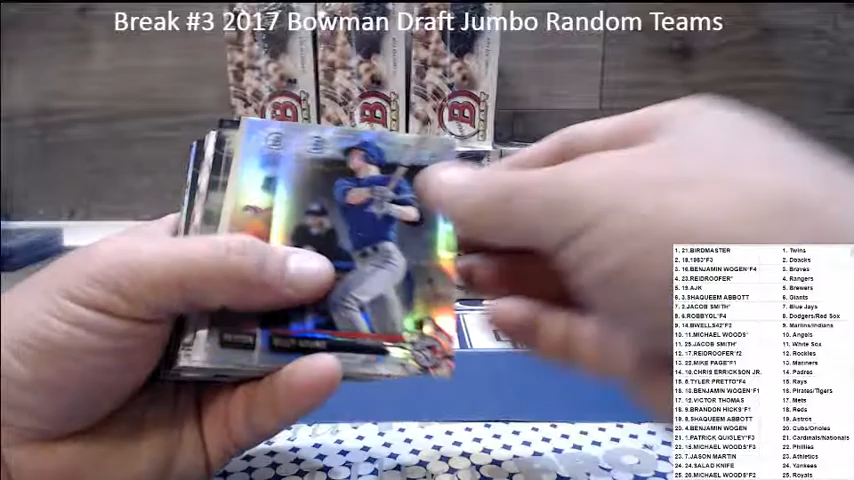 Break #3 2017 Bowman Draft Jumbo Random Teams
1. 21.BIRDMASTER 1. Twins
2. 18.1983*F3 2. Dbacks
3. 16.BENJAMIN WOGEN*F4 3. Braves
4. 23.REIDROOFER* 4. Rangers
5. 19.AJK 5. Brewers
6. 3.SHAQUEEM ABBOTT 6. Giants
7. 2.JACOB SMITH 7. Blue Jays
8. 6.ROBBYOL*F4 8. Dodgers/Red Sox
9. 14.BWELLS42*F2 9. Marlins/Indians
10. 11.MICHAEL WOODS* 10. Angels
11. 25.JACOB SMITH 11. White Sox
12. 17.REIDROOFER*f2 12. Rockies
13. 22.MIKE PAGE*F1 13. Mariners
14. 18.CHRIS ERRICKSON JR. 14. Padres
15. 8.TYLER PRETTO*F4 15. Rays
16. 10.BENJAMIN WOGEN*F1 16. Pirates/Tigers
17. 12.VICTOR THOMAS 17. Mets
18. 9.BRANDON HICKS*F1 18. Reds
19. 8.SHAQUEEM ABBOTT 19. Astros
20. 4.BENJAMIN WOGEN*F2 20. Cubs/Orioles
21. 1.PATRICK QUIGLEY*F3 21. Cardinals/Nationals
22. 15.MICHAEL WOODS*F3 22. Phillies
23. 7.JASON MARTIN 23. Athletics
24. 24.SALAD KNIFE 24. Yankees
25. 20.MICHAEL WOODS*F2 25. Royals